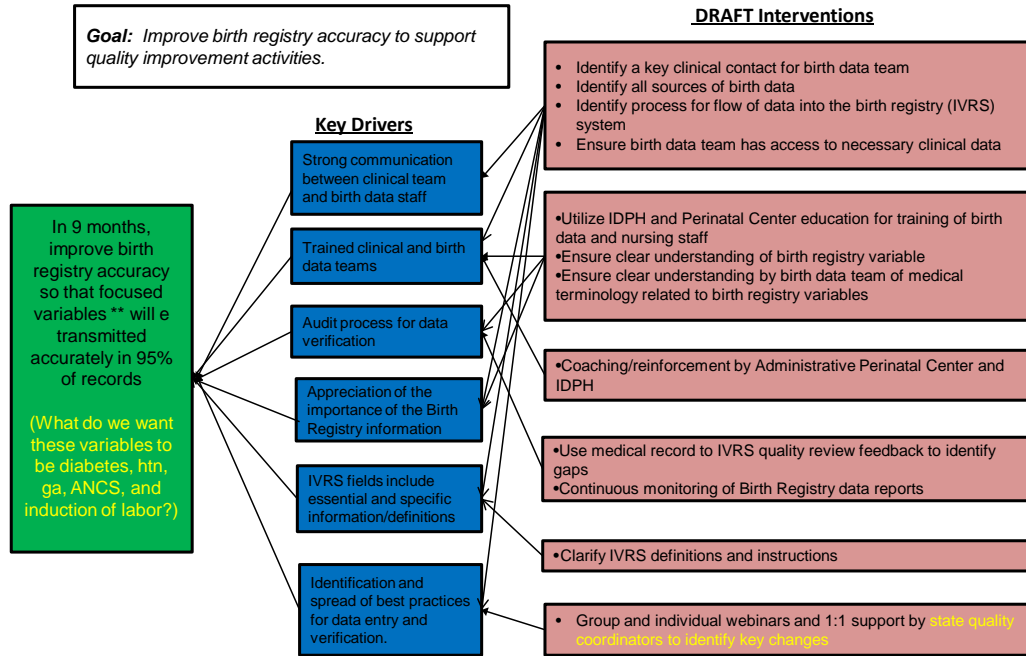 Goal: Improve birth registry accuracy to support
quality improvement activities.
DRAFT Interventions
Key Drivers
In 9 months,
improve birth
registry accuracy
so that focused
variables ** will e
transmitted
accurately in 95%
of records
(What do we want
these variables to
be diabetes, htn,
ga, ANCS, and
induction of labor?)
Strong communication
between clinical team
and birth data staff
Trained clinical and birth
data teams
Audit process for data
verification
Appreciation of the
importance of the Birth
Registry information
IVRS fields include
essential and specific
information/definitions
Identification and
spread of best practices
for data entry and
verification.
• Identify a key clinical contact for birth data team
• Identify all sources of birth data
• Identify process for flow of data into the birth registry (IVRS)
system
• Ensure birth data team has access to necessary clinical data
•Utilize IDPH and Perinatal Center education for training of birth
data and nursing staff
•Ensure clear understanding of birth registry variable
•Ensure clear understanding by birth data team of medical
terminology related to birth registry variables
•Coaching/reinforcement by Administrative Perinatal Center and
IDPH
•Use medical record to IVRS quality review feedback to identify
gaps
•Continuous monitoring of Birth Registry data reports
•Clarify IVRS definitions and instructions
• Group and individual webinars and 1:1 support by state quality
coordinators to identify key changes